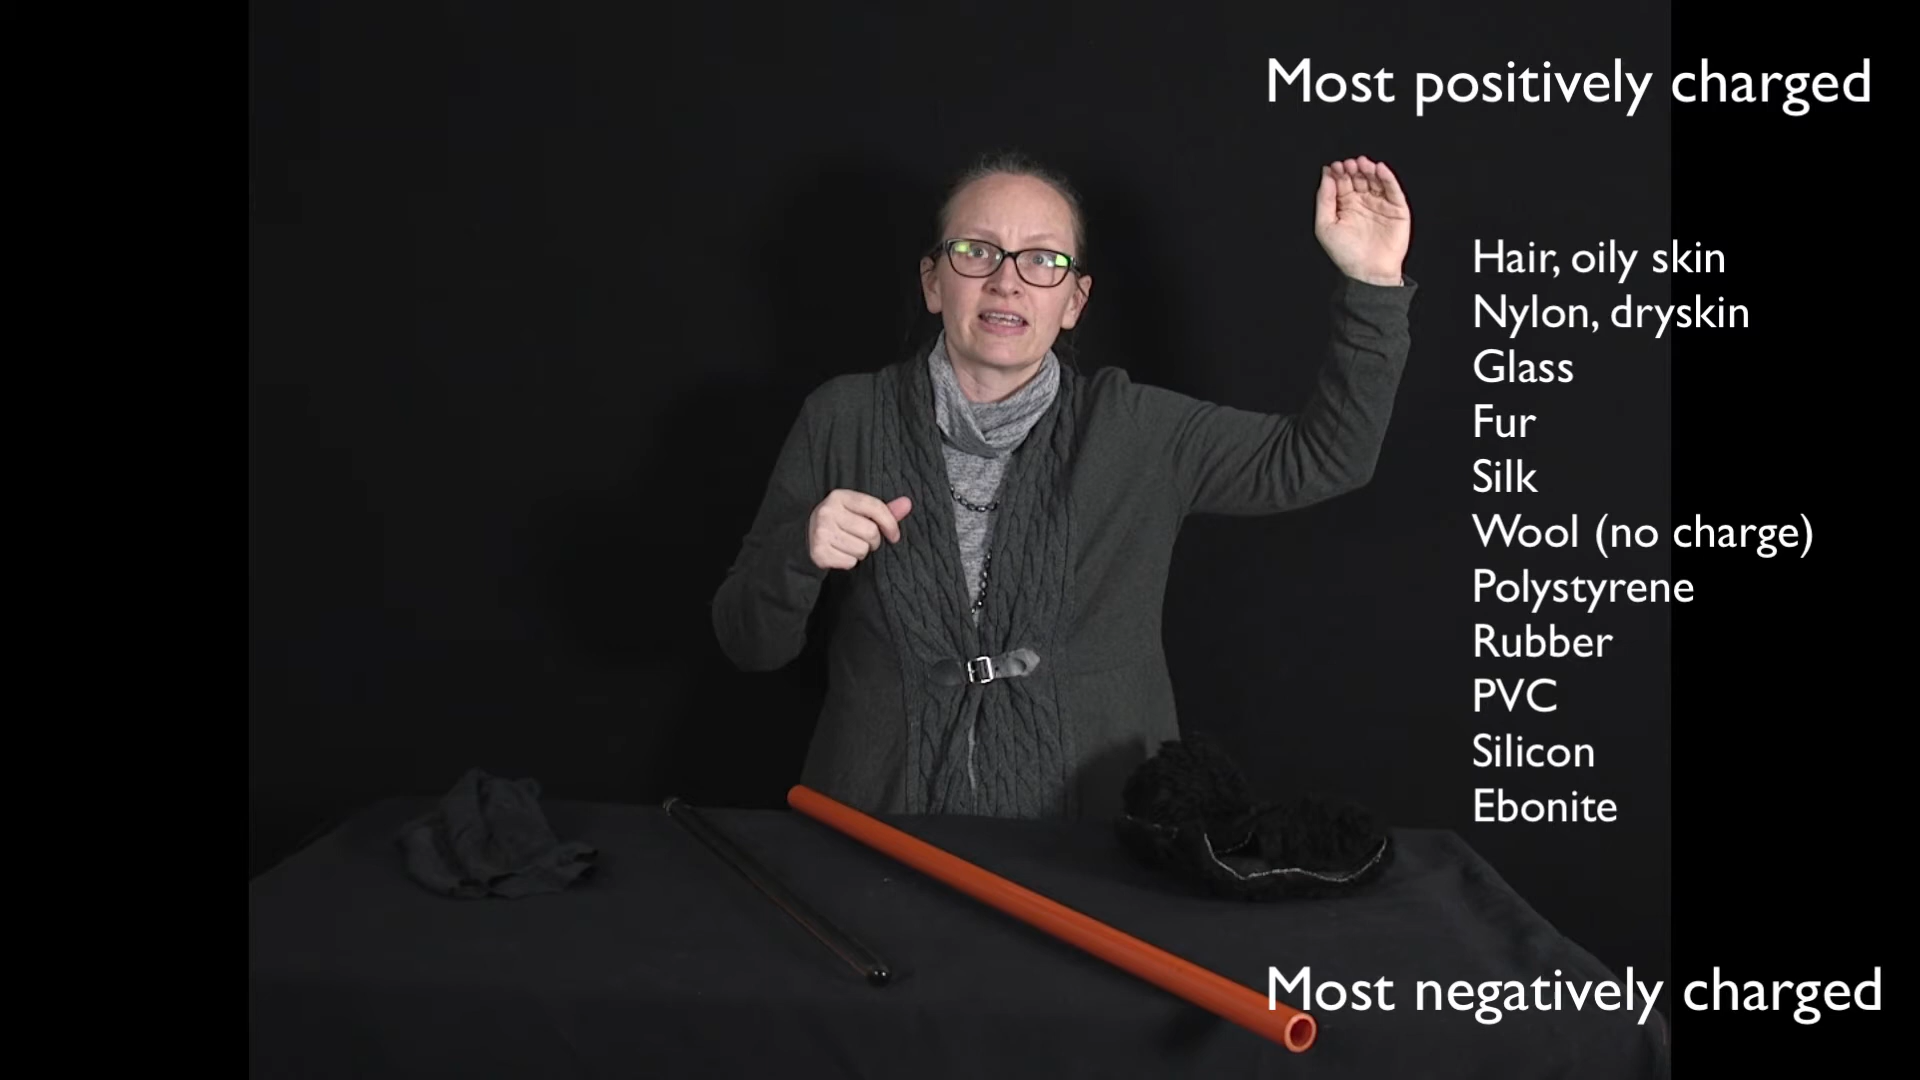 Most positively charged
Hair, oily skin
Nylon, dryskin
Glass
Fur
Silk
Wool (no charge)
Polystyrene
Rubber
PVC
Silicon
Ebonite
Most negatively charged